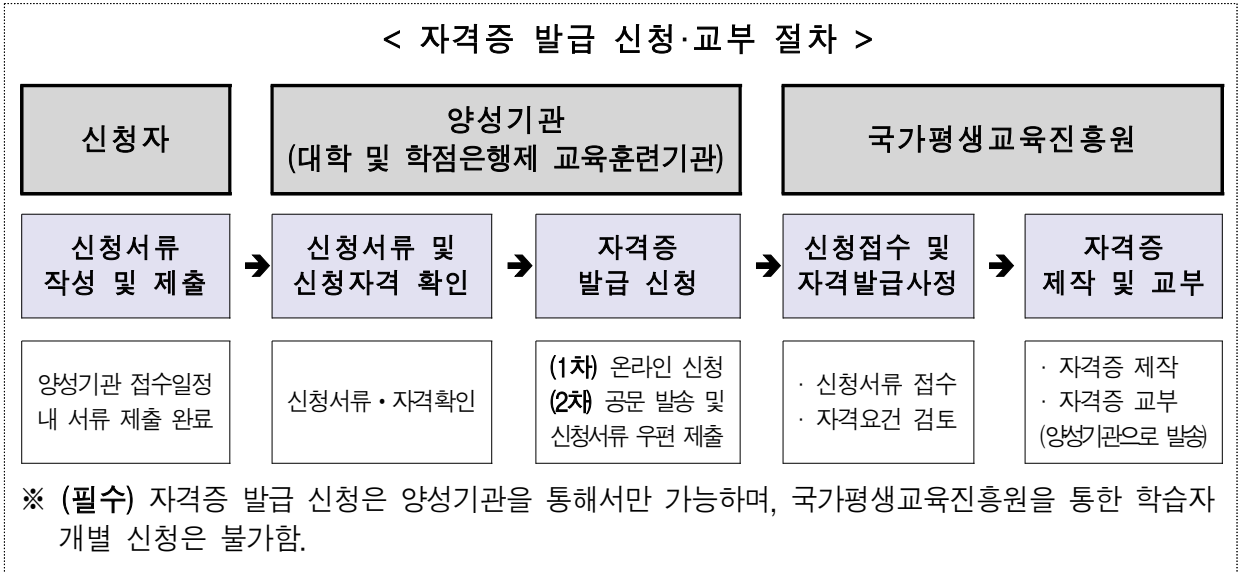 < 자격증 발급 신청·교부 절차 >
신청자
양성기관
(대학 및 학점은행제 교육훈련기관)
국가평생교육진흥원
신청서류
작성 및 제출
➔
신청서류 및
신청자격 확인
➔
자격증
발급 신청
➔
신청접수 및
자격발급사정
➔
자격증
제작 및 교부
양성기관 접수일정
내 서류 제출 완료
신청서류·자격확인
(1차) 온라인 신청
(2차) 공문 발송 및
신청서류 우편 제출
· 신청서류 접수
· 자격요건 검토
· 자격증 제작
· 자격증 교부
(양성기관으로 발송)
※ (필수) 자격증 발급 신청은 양성기관을 통해서만 가능하며, 국가평생교육진흥원을 통한 학습자
개별 신청은 불가함.